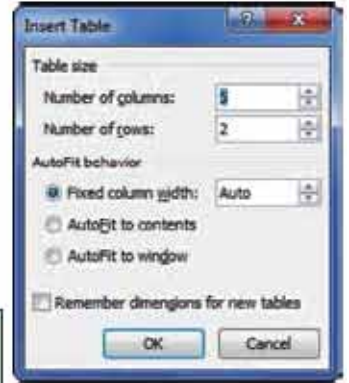 Insert Table
Table size
Number of columns: 5
Number of rows: 2
AutoFit behavior
Fixed column width: Auto
AutoFit to contents
AutoFit to window
Remember dimensions for new tables
OK Cancel